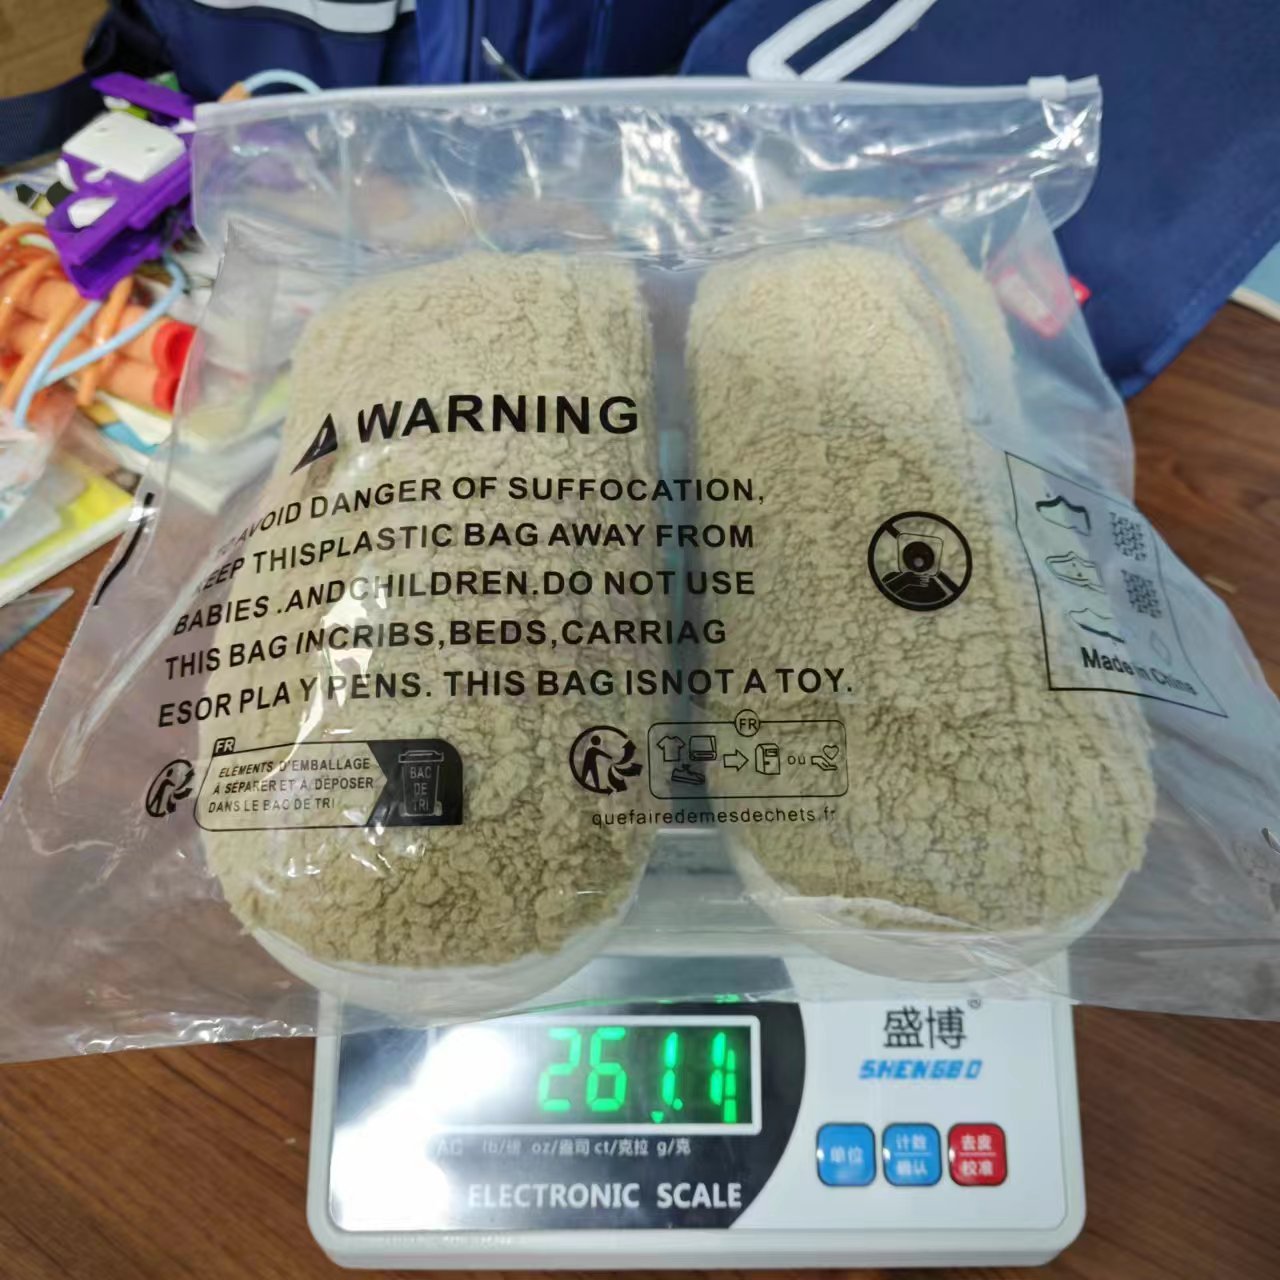 WARNING
TO AVOID DANGER OF SUFFOCATION,
KEEP THISPLASTIC BAG AWAY FROM
BABIES .ANDCHILDREN.DO NOT USE
THIS BAG INCRIBS,BEDS,CARRIAG
ESOR PLA Y PENS. THIS BAG ISNOT A TOY.
Made in China
FR
ELEMENTS D'EMBALLAGE
À SÉPARER ET À DÉPOSER
DANS LE BAC DE TRI
BAC
DE
TRI
FR
OU
quefairedemesdechets.fr
盛博®
SHENGBO
261.1
lb/磅 oz/盎司 ct/克拉 g/克
ELECTRONIC SCALE
单位
计数
确认
去皮
校准